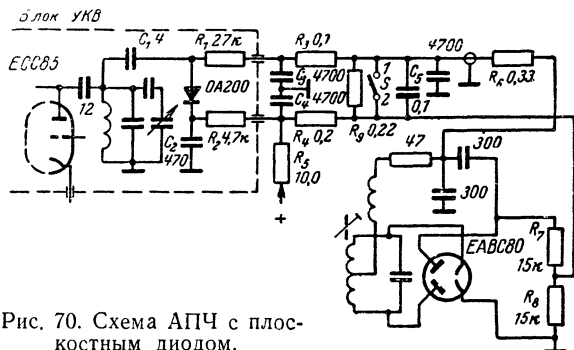 Блок УКВ
ECC85
C₁ 4
R₁ 27к
R₃ 0,1
4700
R₆ 0,33
OA200
C₃ 4700
C₄ 4700
1
S
2
C₅
0,1
12
C₂
470
R₂ 4,7к
R₄ 0,2
R₉ 0,22
R₅
10,0
+
47
300
300
EABC80
R₇
15к
R₈
15к
Рис. 70. Схема АПЧ с плос-
костным диодом.